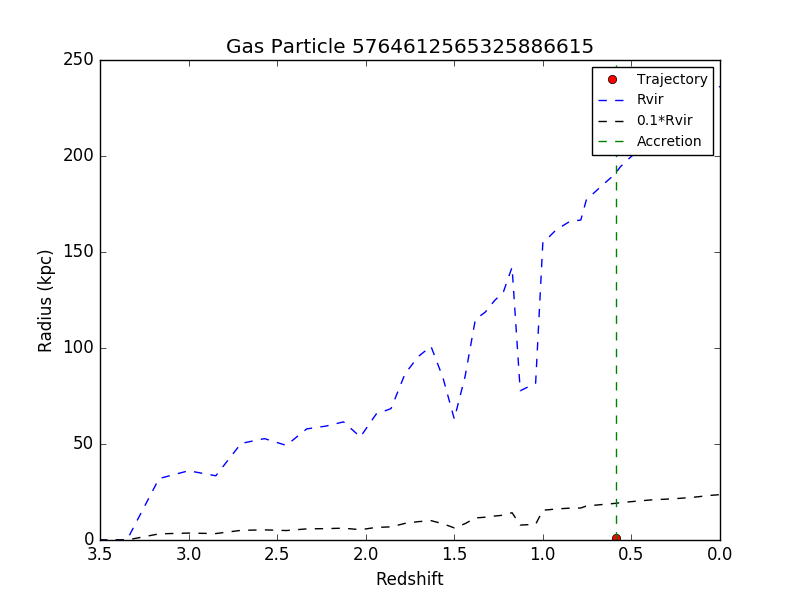 Gas Particle 5764612565325886615
250
200
150
100
50
0
Radius (kpc)
Trajectory
Rvir
0.1*Rvir
Accretion
3.5 3.0 2.5 2.0 1.5 1.0 0.5 0.0
Redshift